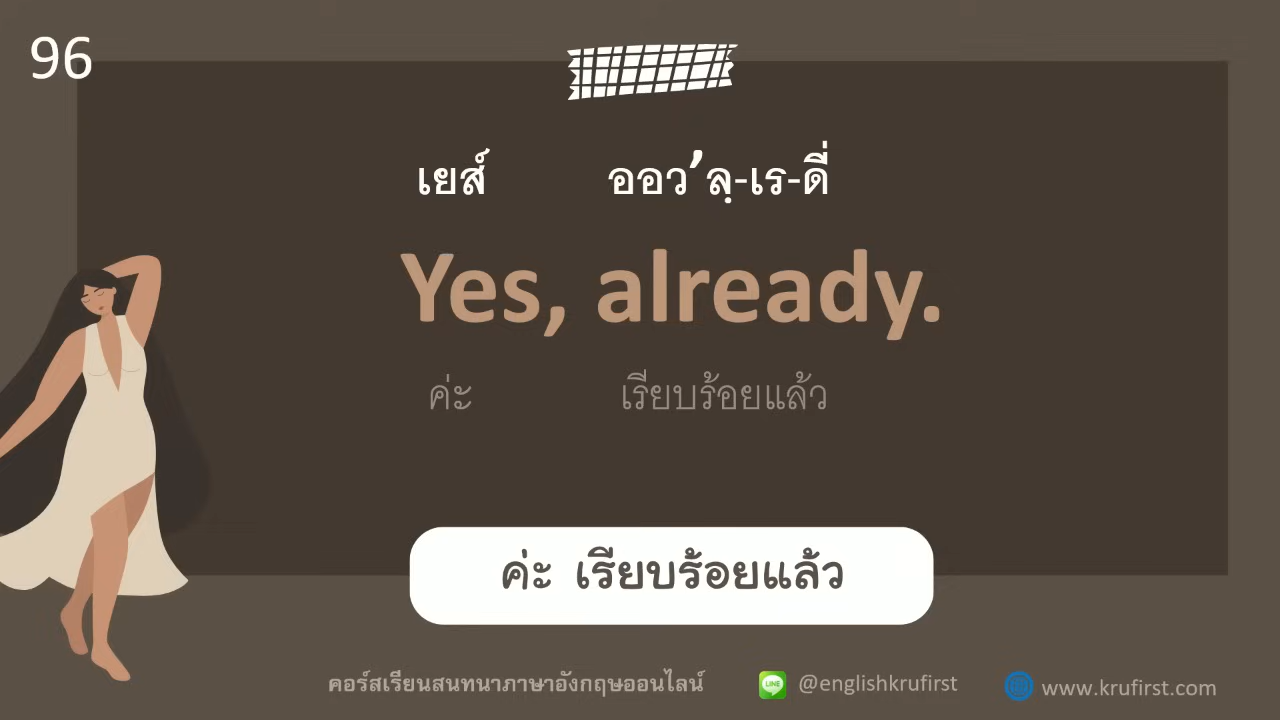 96
เยส์ ออว’ลฺ-เร-ดี่
Yes, already.
ค่ะ เรียบร้อยแล้ว
ค่ะ เรียบร้อยแล้ว
คอร์สเรียนสนทนาภาษาอังกฤษออนไลน์ LINE @englishkrufirst www.krufirst.com